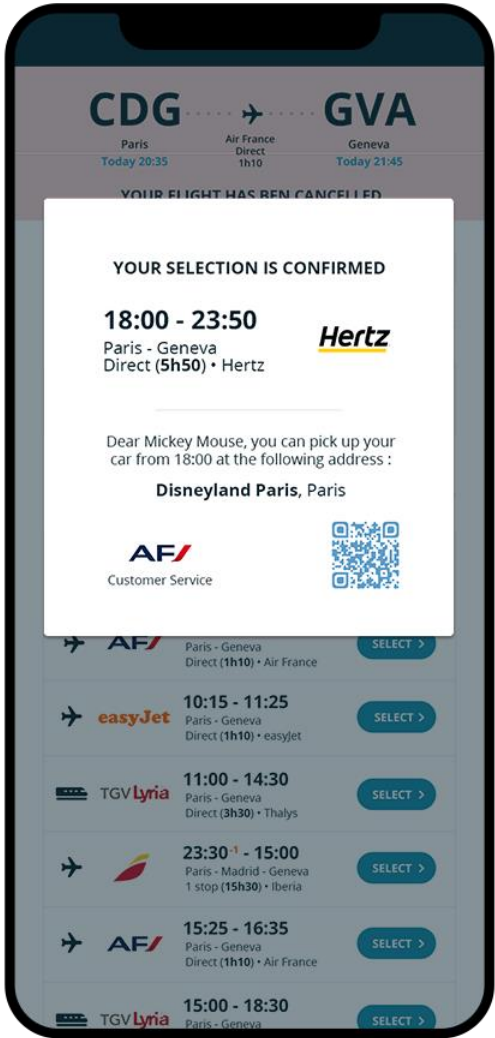 CDG GVA
Paris Air France Geneva
Direct
Today 20:35 1h10 Today 21:45
YOUR FLIGHT HAS BEN CANCELLED
YOUR SELECTION IS CONFIRMED
18:00 - 23:50
Hertz
Paris - Geneva
Direct (5h50) • Hertz
Dear Mickey Mouse, you can pick up your
car from 18:00 at the following address :
Disneyland Paris, Paris
AF
Customer Service
AF Paris - Geneva SELECT >
Direct (1h10) • Air France
10:15 - 11:25
easyJet Paris - Geneva SELECT >
Direct (1h10) • easyJet
11:00 - 14:30
TGV Lyria Paris - Geneva SELECT >
Direct (3h30) • Thalys
23:30-1 - 15:00
Paris - Madrid - Geneva SELECT >
1 stop (15h30) • Iberia
15:25 - 16:35
AF Paris - Geneva SELECT >
Direct (1h10) • Air France
15:00 - 18:30
TGV Lyria Paris - Geneva SELECT >